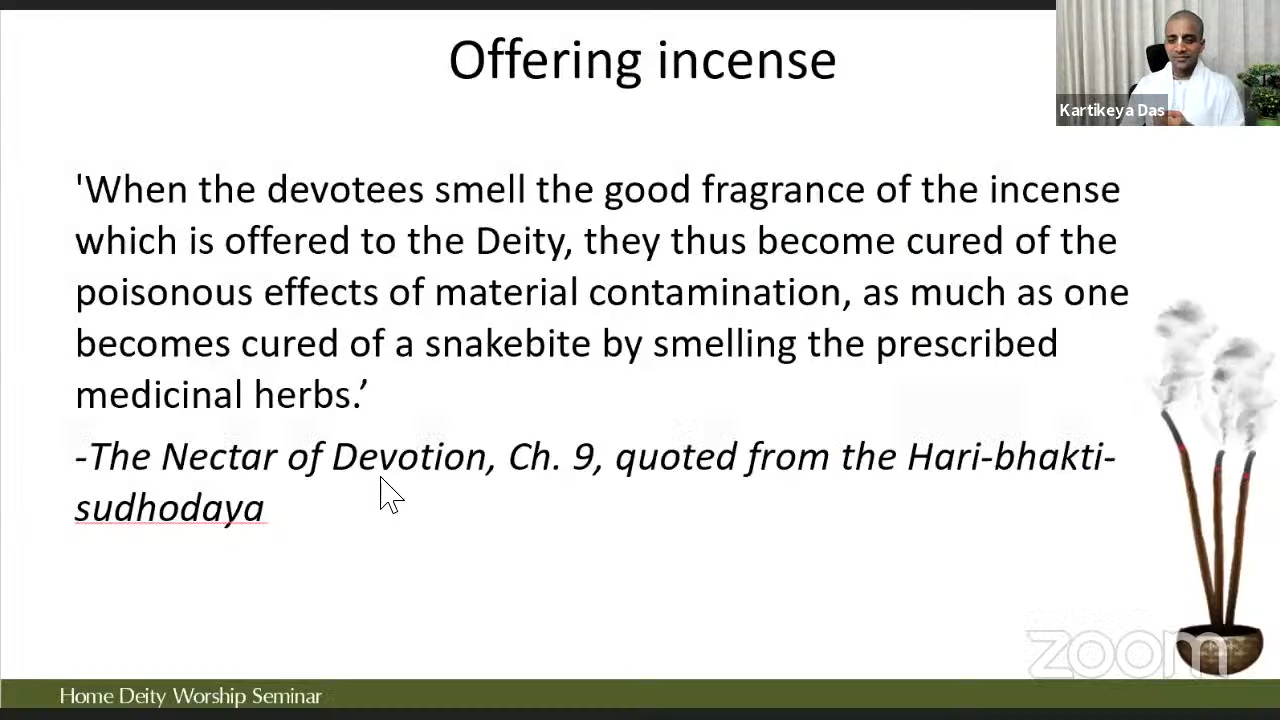 Offering incense
Kartikeya Das
'When the devotees smell the good fragrance of the incense
which is offered to the Deity, they thus become cured of the
poisonous effects of material contamination, as much as one
becomes cured of a snakebite by smelling the prescribed
medicinal herbs.’
-The Nectar of Devotion, Ch. 9, quoted from the Hari-bhakti-
sudhodaya
zoom
Home Deity Worship Seminar